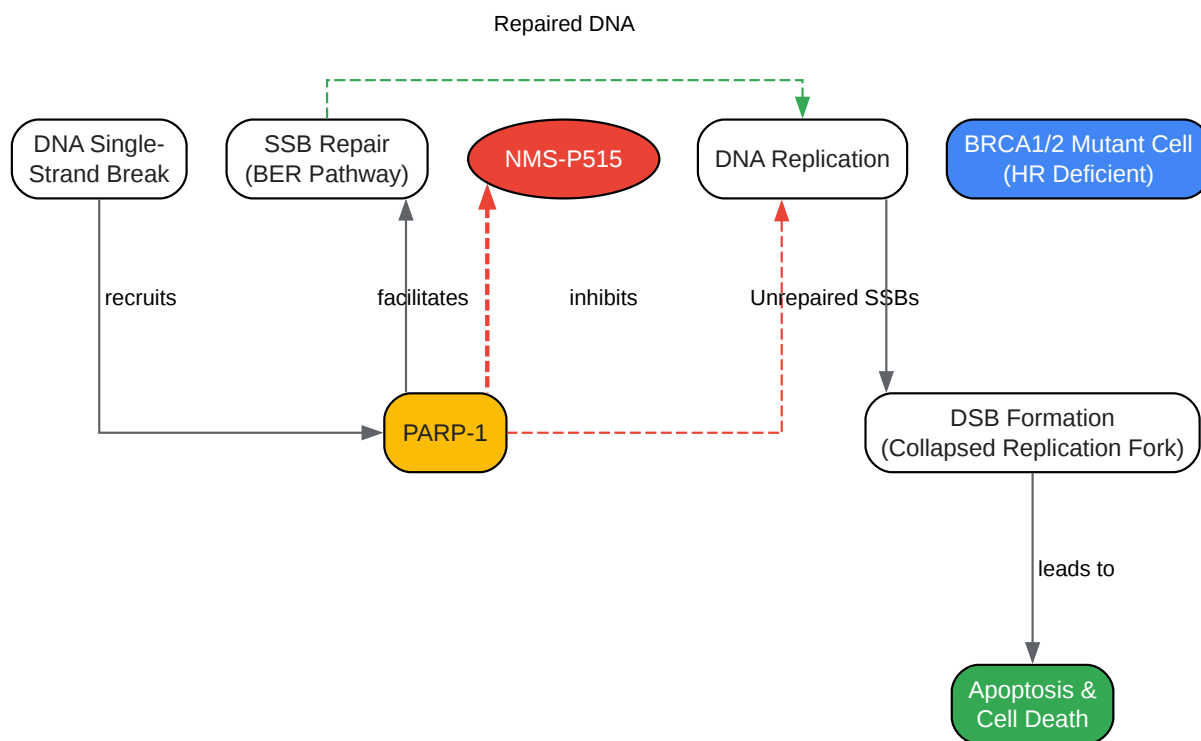 Repaired DNA
DNA Single-
Strand Break
SSB Repair
(BER Pathway)
NMS-P515
DNA Replication
BRCA1/2 Mutant Cell
(HR Deficient)
recruits
facilitates
inhibits
Unrepaired SSBs
PARP-1
DSB Formation
(Collapsed Replication Fork)
leads to
Apoptosis &
Cell Death